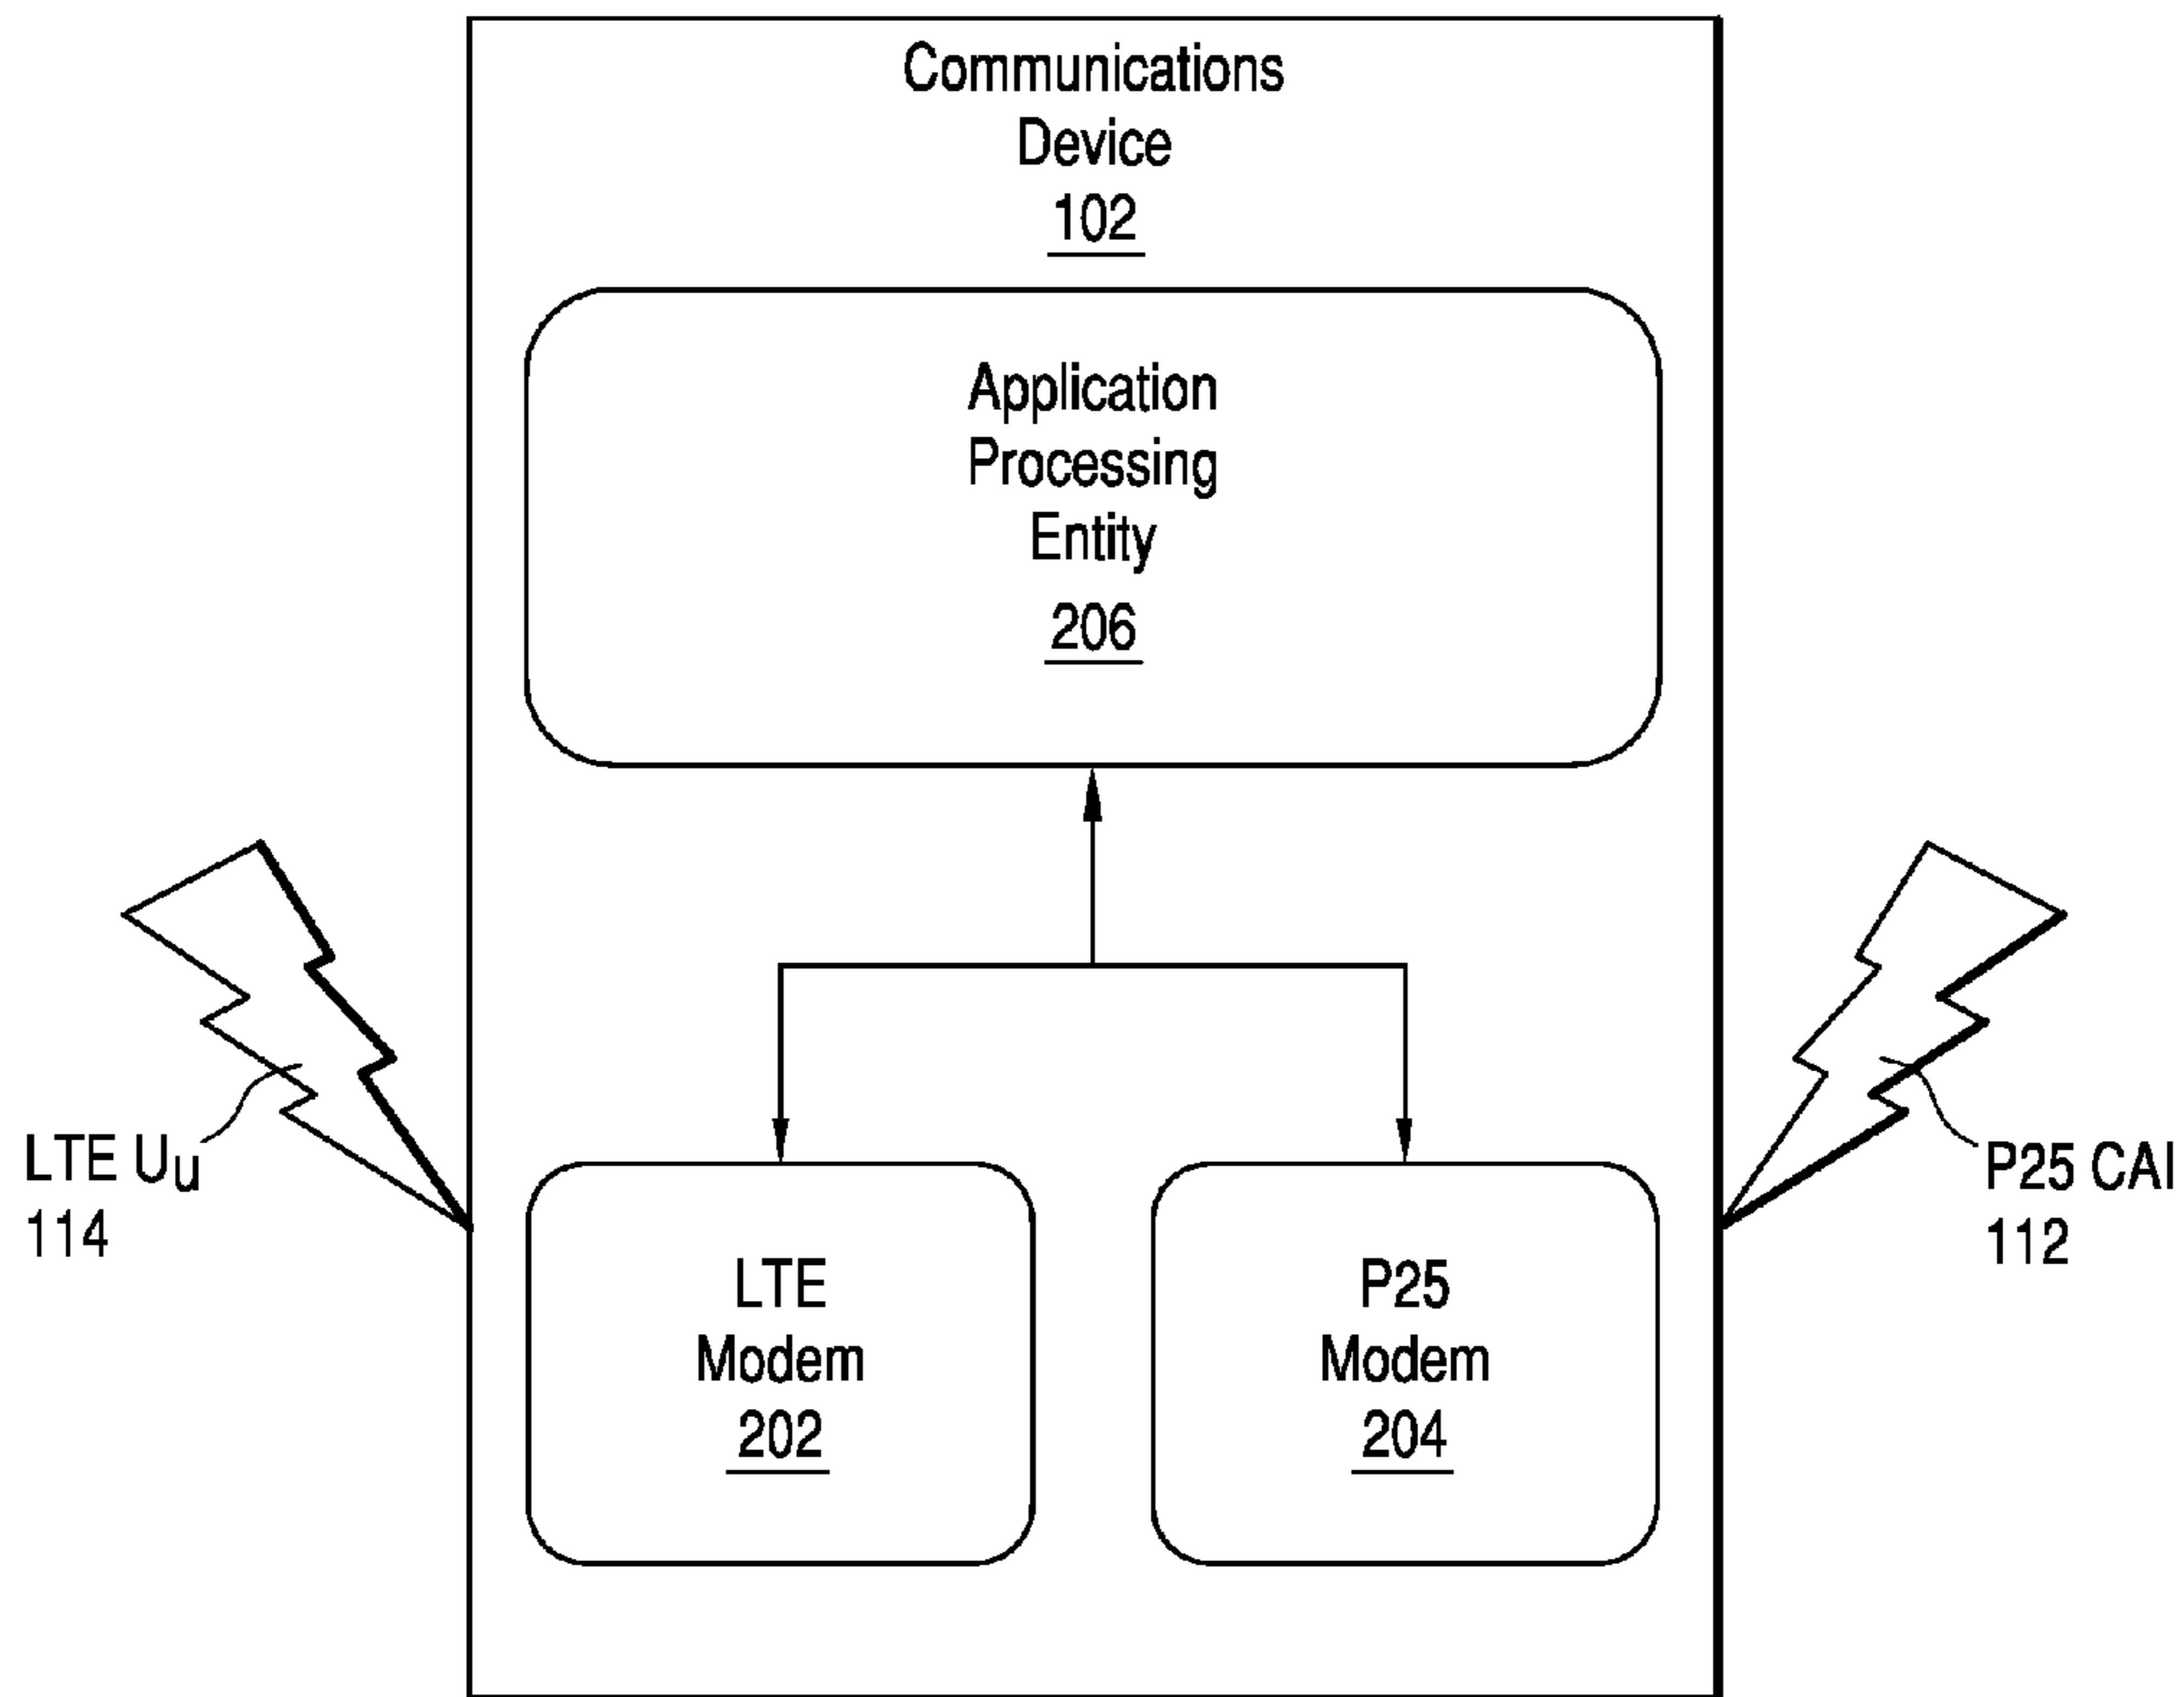 Communications
Device
102
Application
Processing
Entity
206
LTE Uu
114
P25 CAI
112
LTE
Modem
202
P25
Modem
204